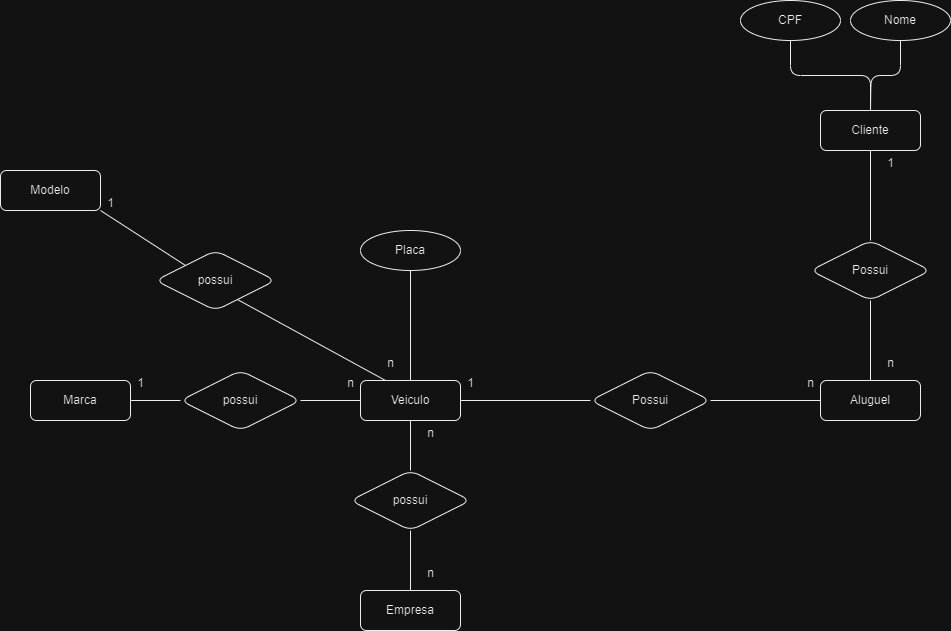 CPF
Nome
Cliente
1
Modelo
1
Placa
possui
Possui
n
n
Marca
1
possui
n
Veiculo
1
Possui
n
Aluguel
n
possui
n
Empresa